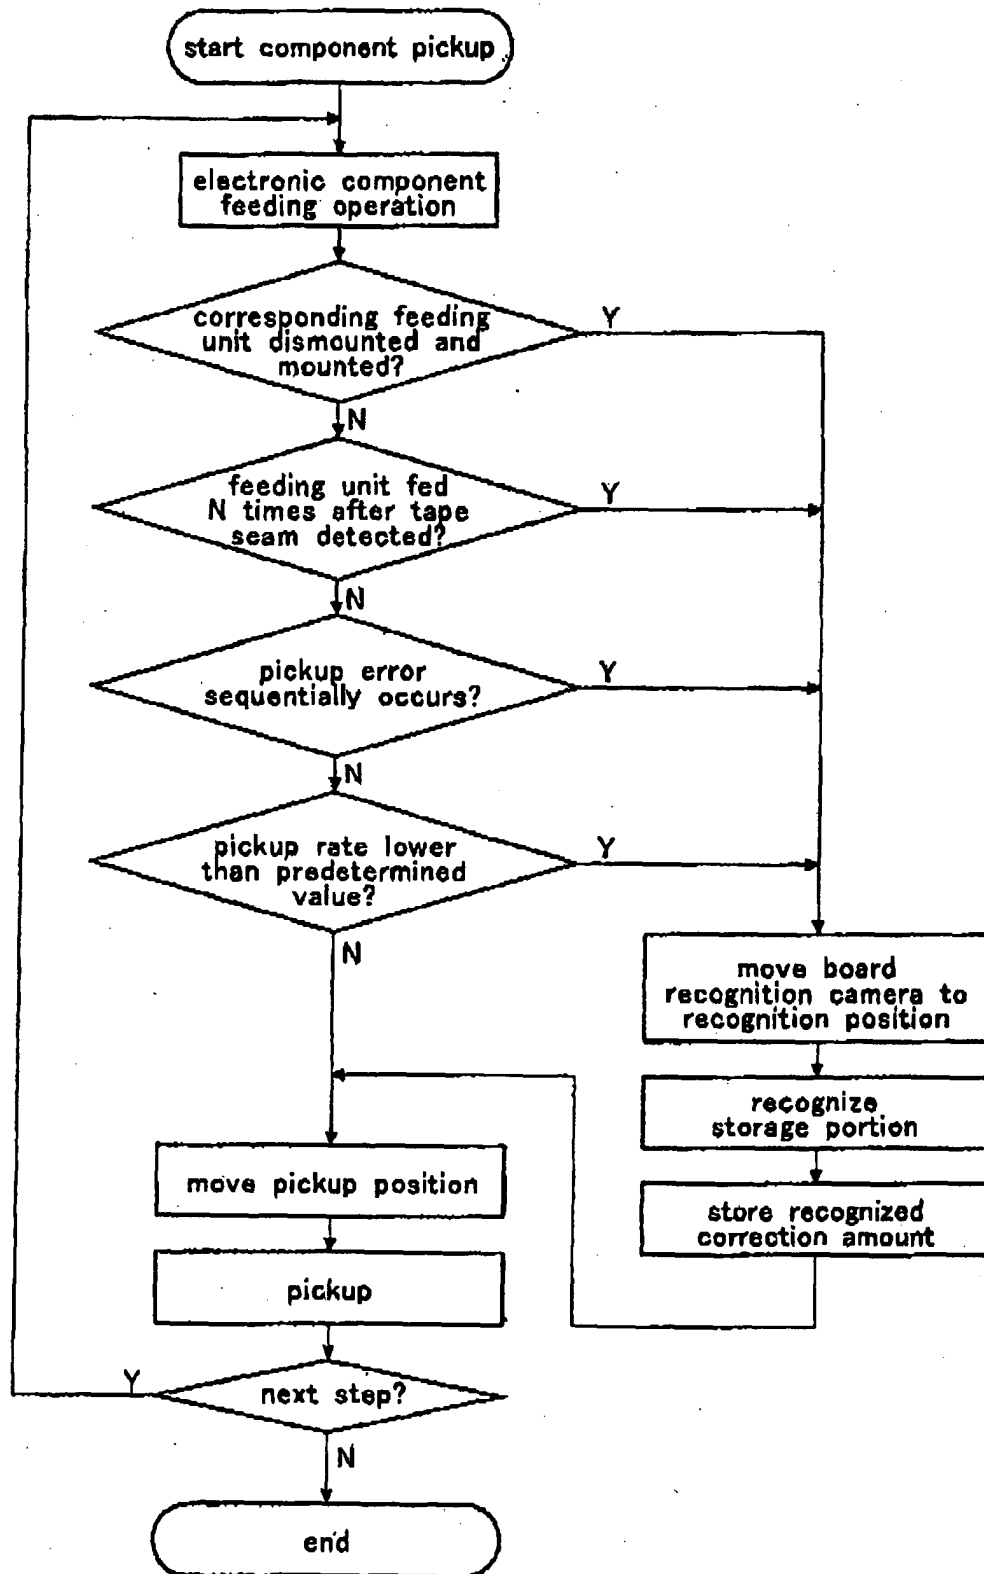 start component pickup
electronic component
feeding operation
corresponding feeding
unit dismounted and
mounted?
Y
N
feeding unit fed
N times after tape
seam detected?
Y
N
pickup error
sequentially occurs?
Y
N
pickup rate lower
than predetermined
value?
Y
N
move board
recognition camera to
recognition position
recognize
storage portion
store recognized
correction amount
move pickup position
pickup
next step?
Y
N
end